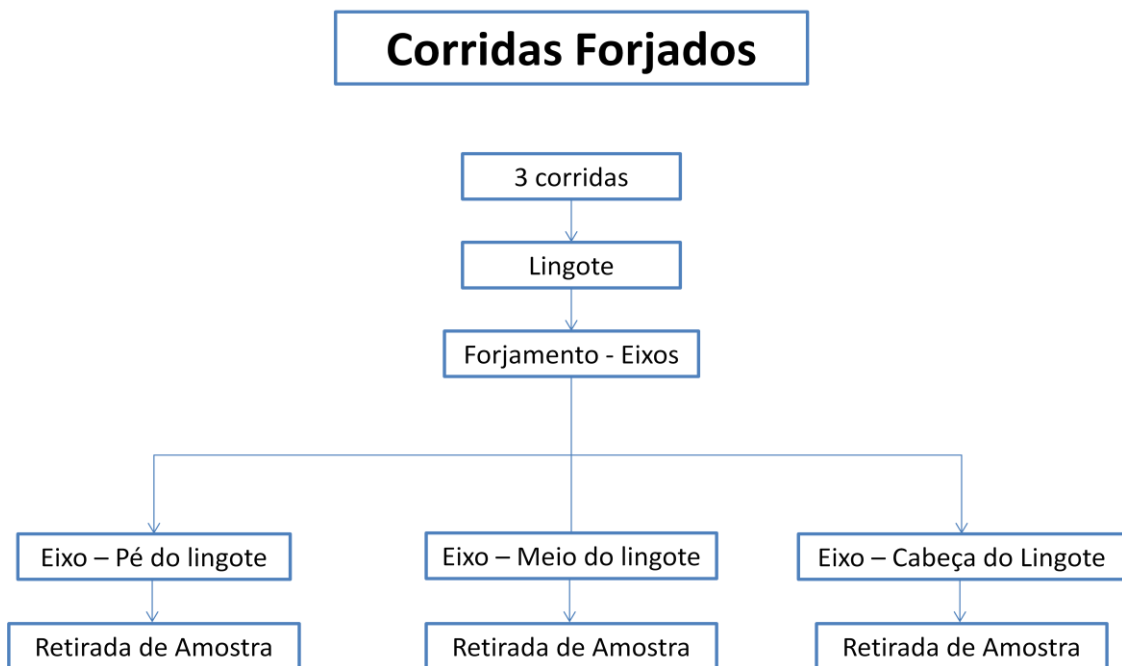 Corridas Forjados
3 corridas
Lingote
Forjamento - Eixos
Eixo – Pé do lingote
Eixo – Meio do lingote
Eixo – Cabeça do Lingote
Retirada de Amostra
Retirada de Amostra
Retirada de Amostra